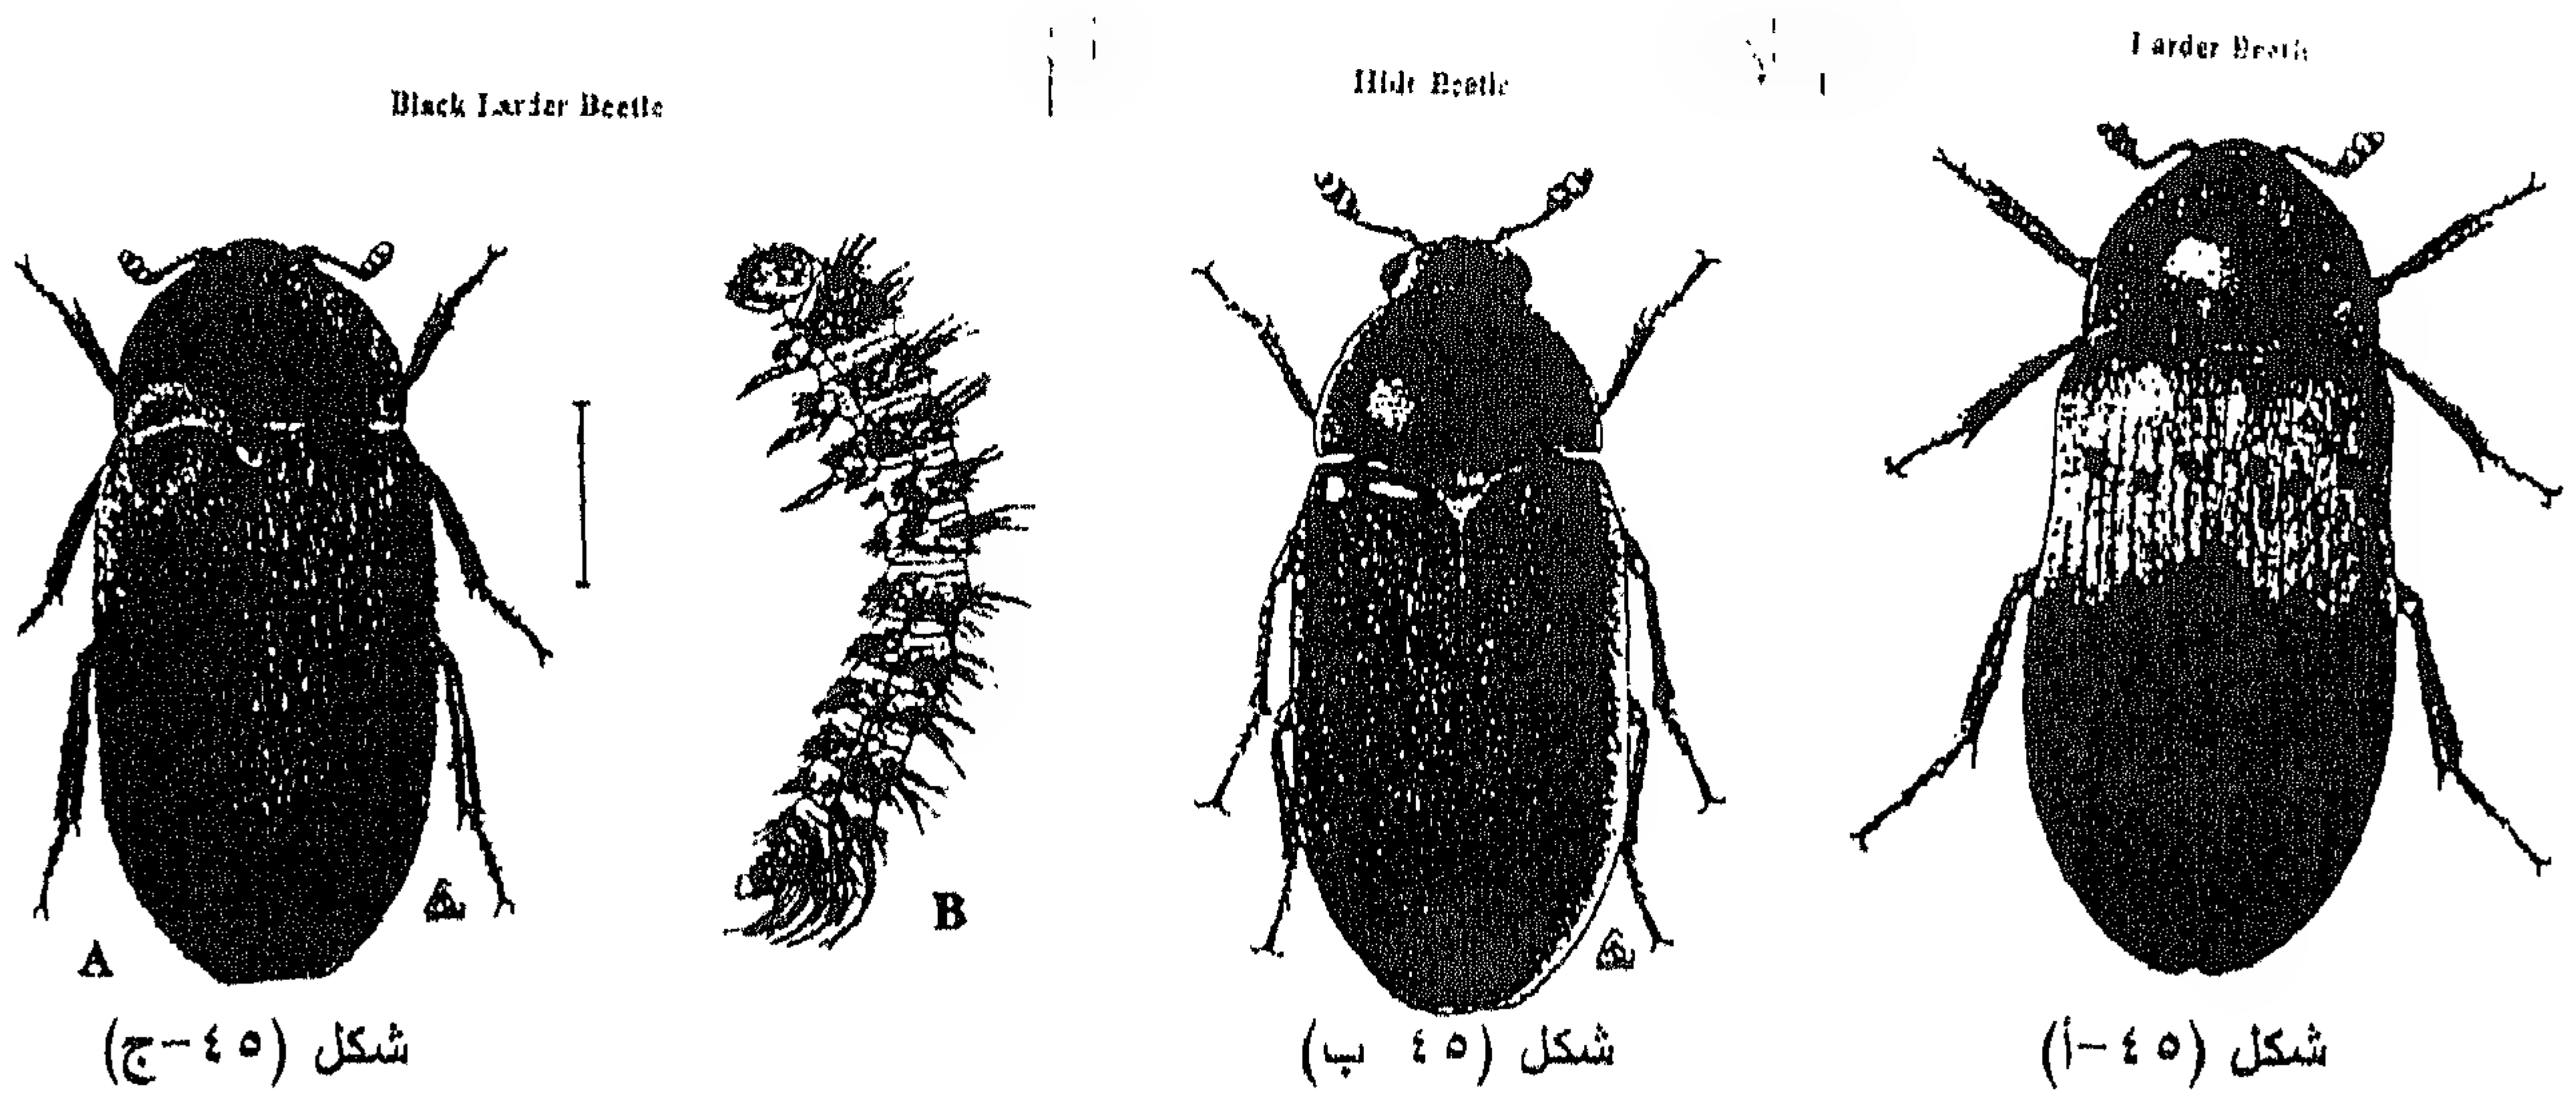 Larder Beetle
Hide Beetle
Black Larder Beetle
A
B
شكل (٤٥-أ)
شكل (٤٥ ب)
شكل (٤٥-ج)